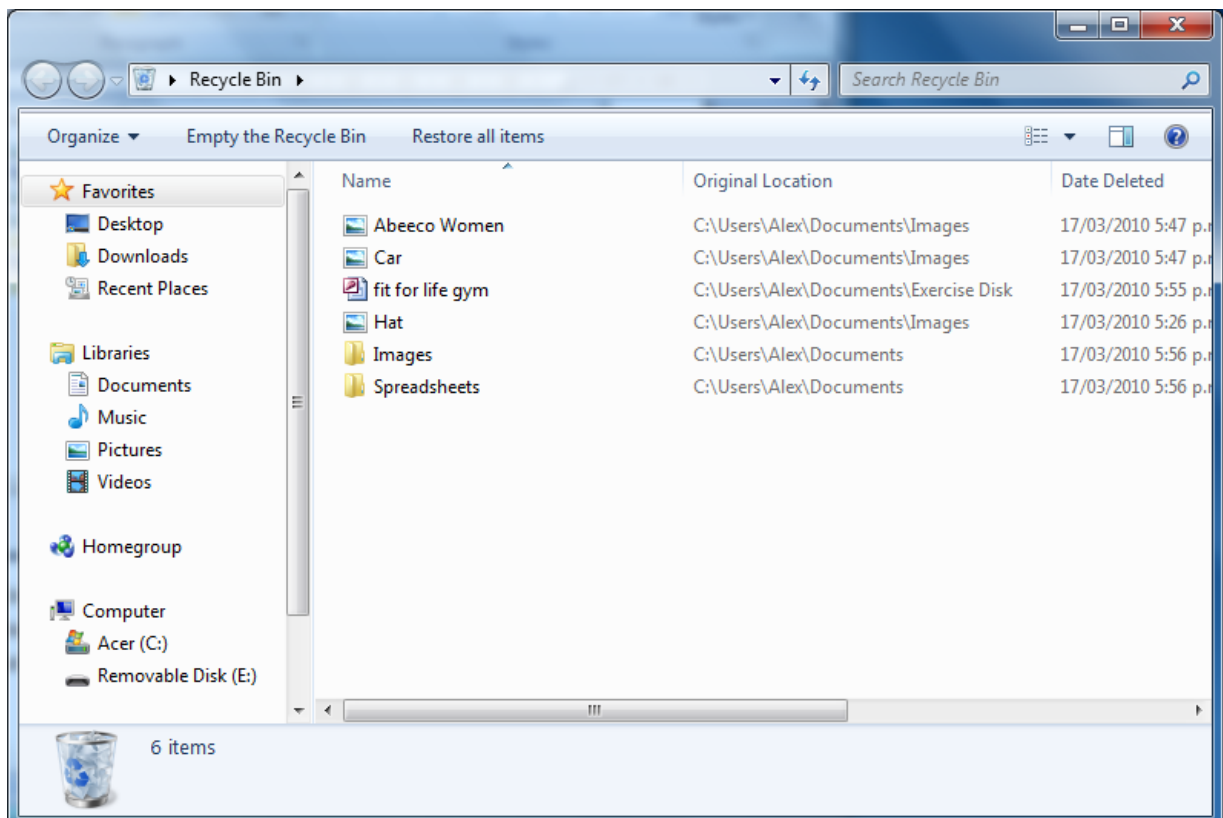 Recycle Bin
Search Recycle Bin
Organize Empty the Recycle Bin Restore all items
Name Original Location Date Deleted
Favorites
Desktop
Downloads
Recent Places
Libraries
Documents
Music
Pictures
Videos
Homegroup
Computer
Acer (C:)
Removable Disk (E:)
Abeeco Women C:\Users\Alex\Documents\Images 17/03/2010 5:47 p.
Car C:\Users\Alex\Documents\Images 17/03/2010 5:47 p.
fit for life gym C:\Users\Alex\Documents\Exercise Disk 17/03/2010 5:55 p.
Hat C:\Users\Alex\Documents\Images 17/03/2010 5:26 p.
Images C:\Users\Alex\Documents 17/03/2010 5:56 p.
Spreadsheets C:\Users\Alex\Documents 17/03/2010 5:56 p.
6 items